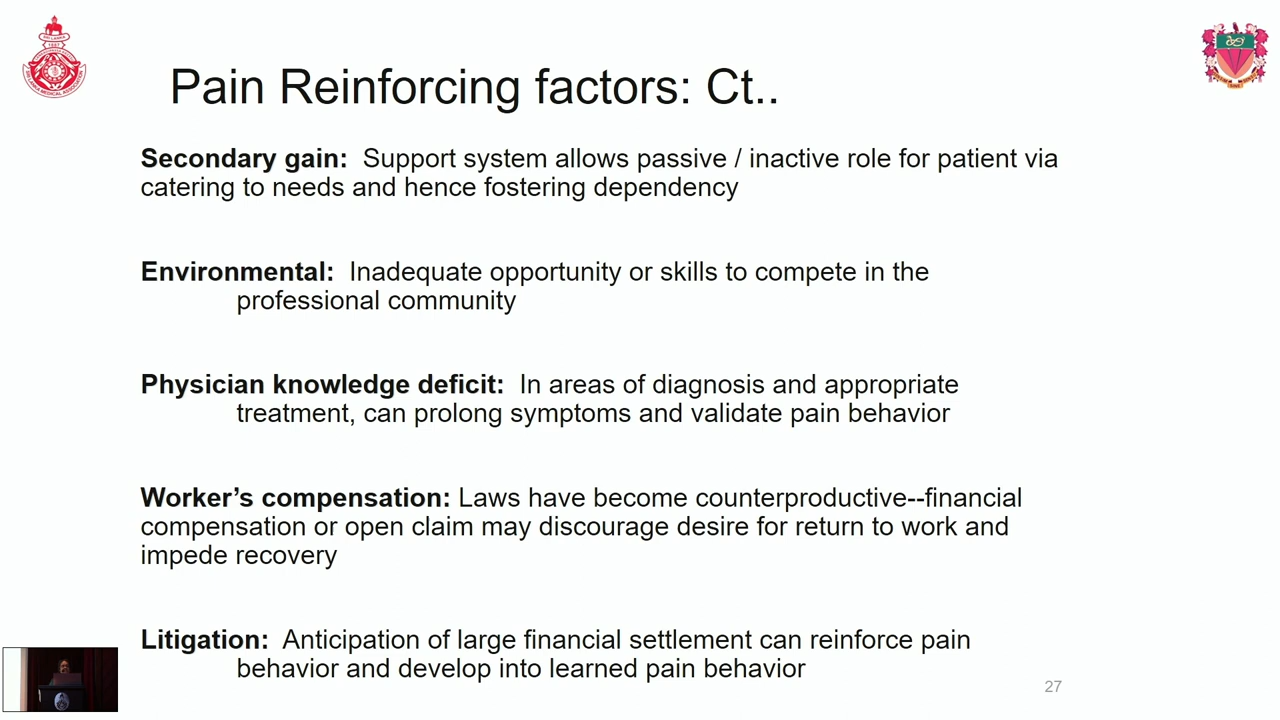 Pain Reinforcing factors: Ct..
Secondary gain: Support system allows passive / inactive role for patient via
catering to needs and hence fostering dependency
Environmental: Inadequate opportunity or skills to compete in the
professional community
Physician knowledge deficit: In areas of diagnosis and appropriate
treatment, can prolong symptoms and validate pain behavior
Worker’s compensation: Laws have become counterproductive--financial
compensation or open claim may discourage desire for return to work and
impede recovery
Litigation: Anticipation of large financial settlement can reinforce pain
behavior and develop into learned pain behavior
27